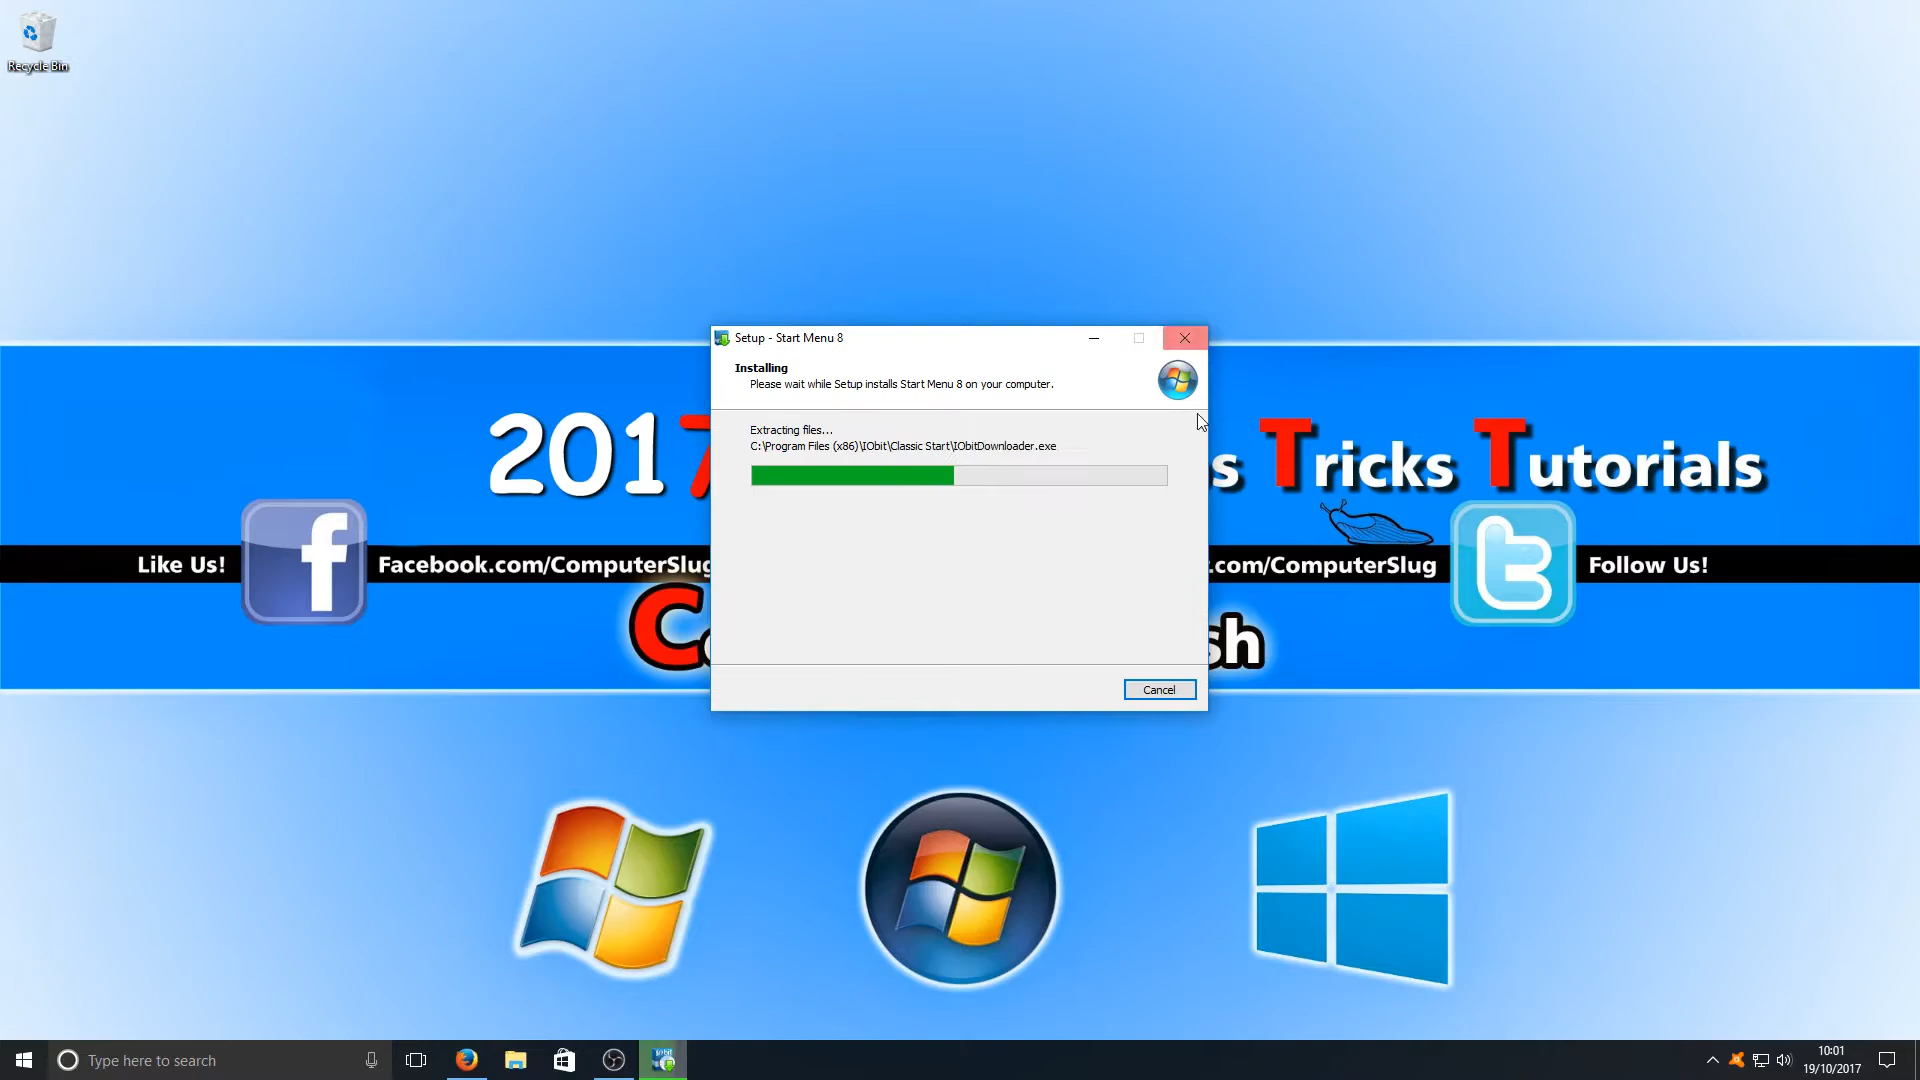 Recycle Bin
Setup - Start Menu 8
Installing
Please wait while Setup installs Start Menu 8 on your computer.
Extracting files...
C:\Program Files (x86)\IObit\Classic Start\IObitDownloader.exe
2017
s Tricks Tutorials
Like Us!
Facebook.com/ComputerSlug
.com/ComputerSlug
Follow Us!
C
sh
Cancel
Type here to search
10:01
19/10/2017